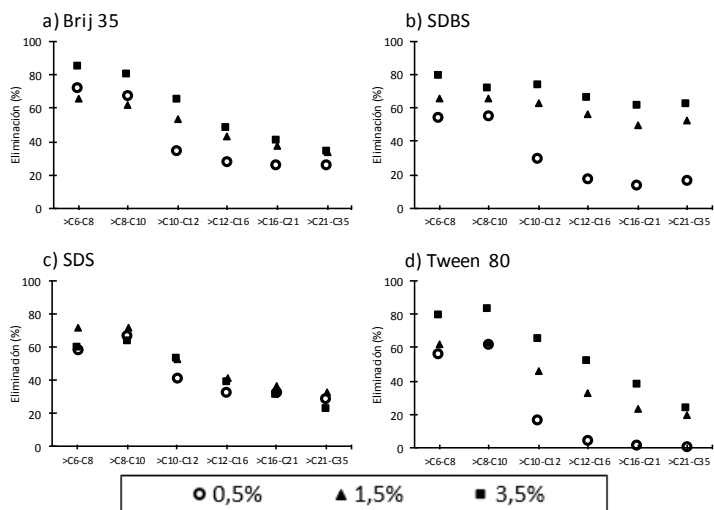 a) Brij 35
Eliminación (%)
100
80
60
40
20
0
>C6-C8 >C8-C10 >C10-C12 >C12-C16 >C16-C21 >C21-C35
b) SDBS
Eliminación (%)
100
80
60
40
20
0
>C6-C8 >C8-C10 >C10-C12 >C12-C16 >C16-C21 >C21-C35
c) SDS
Eliminación (%)
100
80
60
40
20
0
>C6-C8 >C8-C10 >C10-C12 >C12-C16 >C16-C21 >C21-C35
d) Tween 80
Eliminación (%)
100
80
60
40
20
0
>C6-C8 >C8-C10 >C10-C12 >C12-C16 >C16-C21 >C21-C35
0,5% 1,5% 3,5%